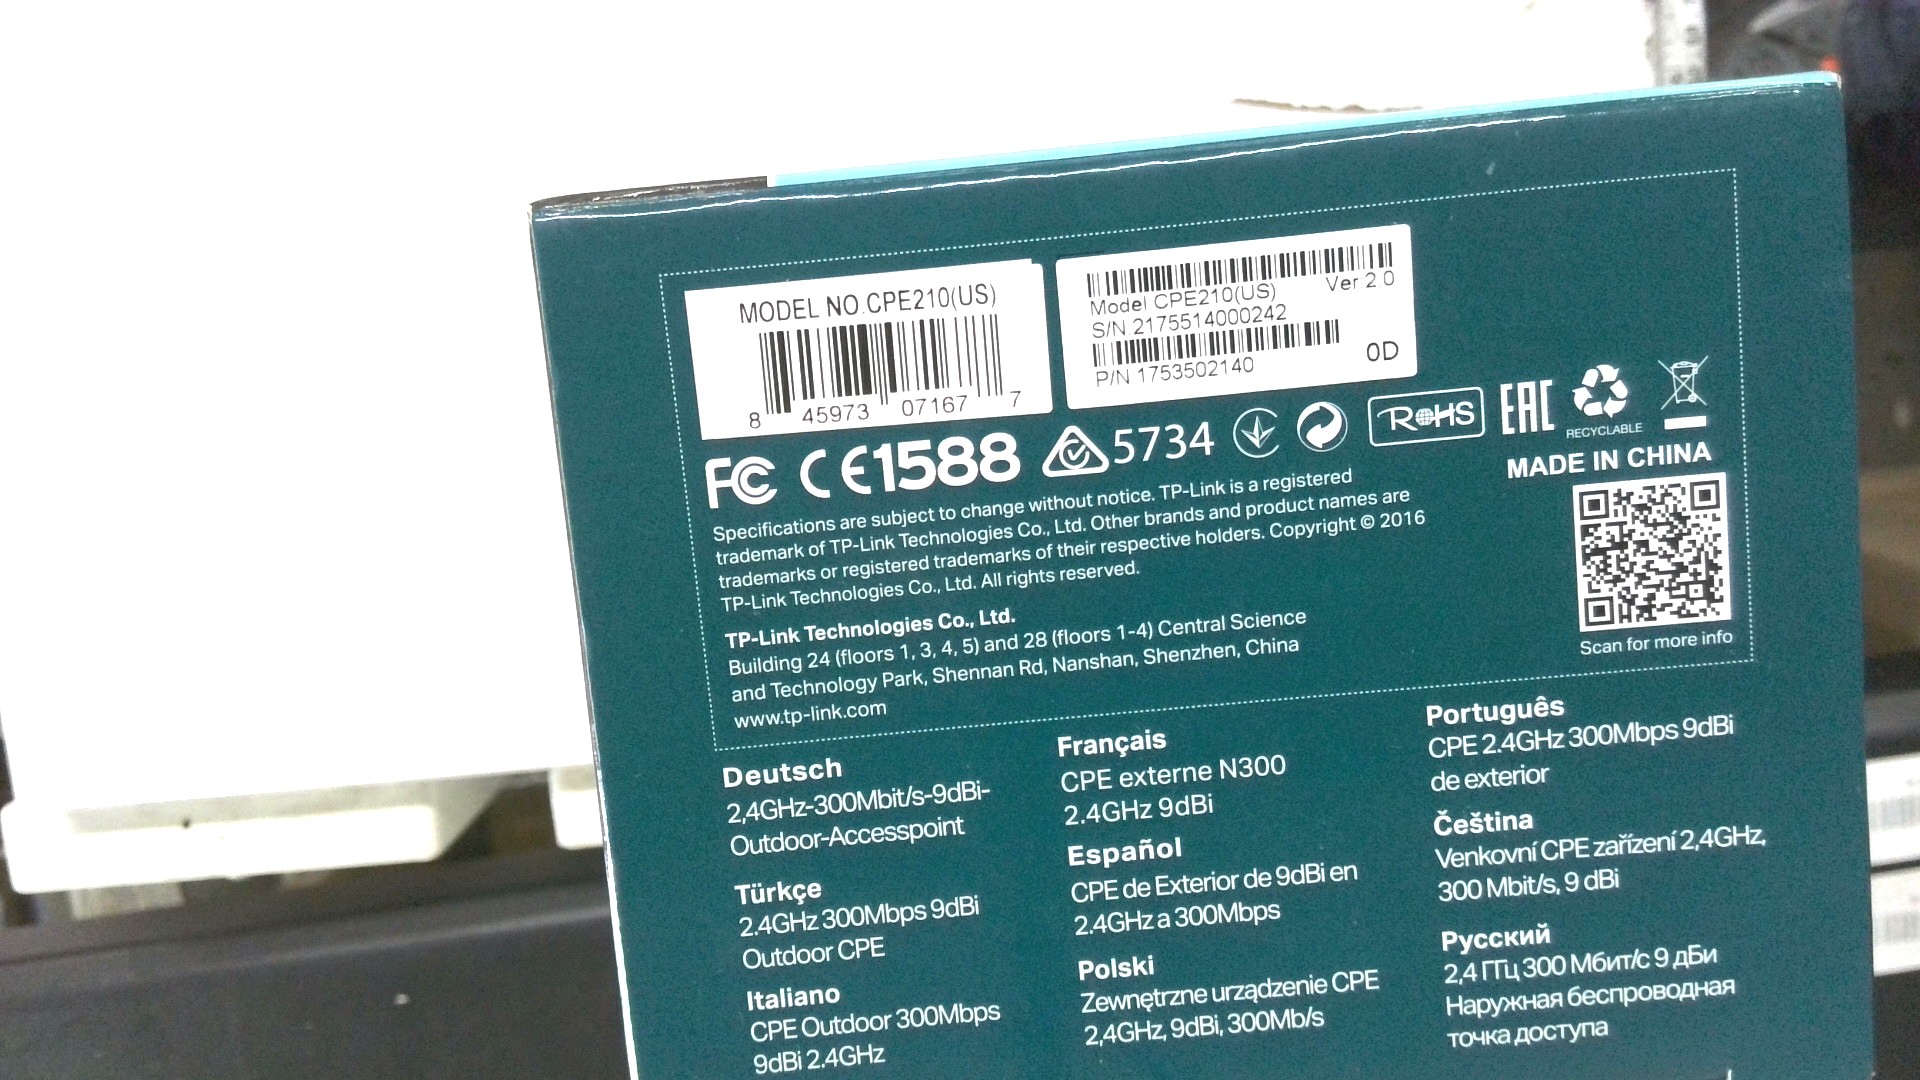 MODEL NO.CPE210(US)
8 45973 07167 7
Model CPE210(US) Ver 2.0
S/N.2175514000242
P/N 1753502140
0D
FC CE1588 5734 RoHS EAC
RECYCLABLE
MADE IN CHINA
Specifications are subject to change without notice. TP-Link is a registered
trademark of TP-Link Technologies Co., Ltd. Other brands and product names are
trademarks or registered trademarks of their respective holders. Copyright © 2016
TP-Link Technologies Co., Ltd. All rights reserved.
TP-Link Technologies Co., Ltd.
Building 24 (floors 1, 3, 4, 5) and 28 (floors 1-4) Central Science
and Technology Park, Shennan Rd, Nanshan, Shenzhen, China
www.tp-link.com
Scan for more info
Deutsch
2,4GHz-300Mbit/s-9dBi-
Outdoor-Accesspoint
Türkçe
2.4GHz 300Mbps 9dBi
Outdoor CPE
Italiano
CPE Outdoor 300Mbps
9dBi 2.4GHz
Français
CPE externe N300
2.4GHz 9dBi
Español
CPE de Exterior de 9dBi en
2.4GHz a 300Mbps
Polski
Zewnętrzne urządzenie CPE
2,4GHz, 9dBi, 300Mb/s
Português
CPE 2.4GHz 300Mbps 9dBi
de exterior
Čeština
Venkovní CPE zařízení 2,4GHz,
300 Mbit/s, 9 dBi
Русский
2,4 ГГц 300 Мбит/с 9 дБи
Наружная беспроводная
точка доступа